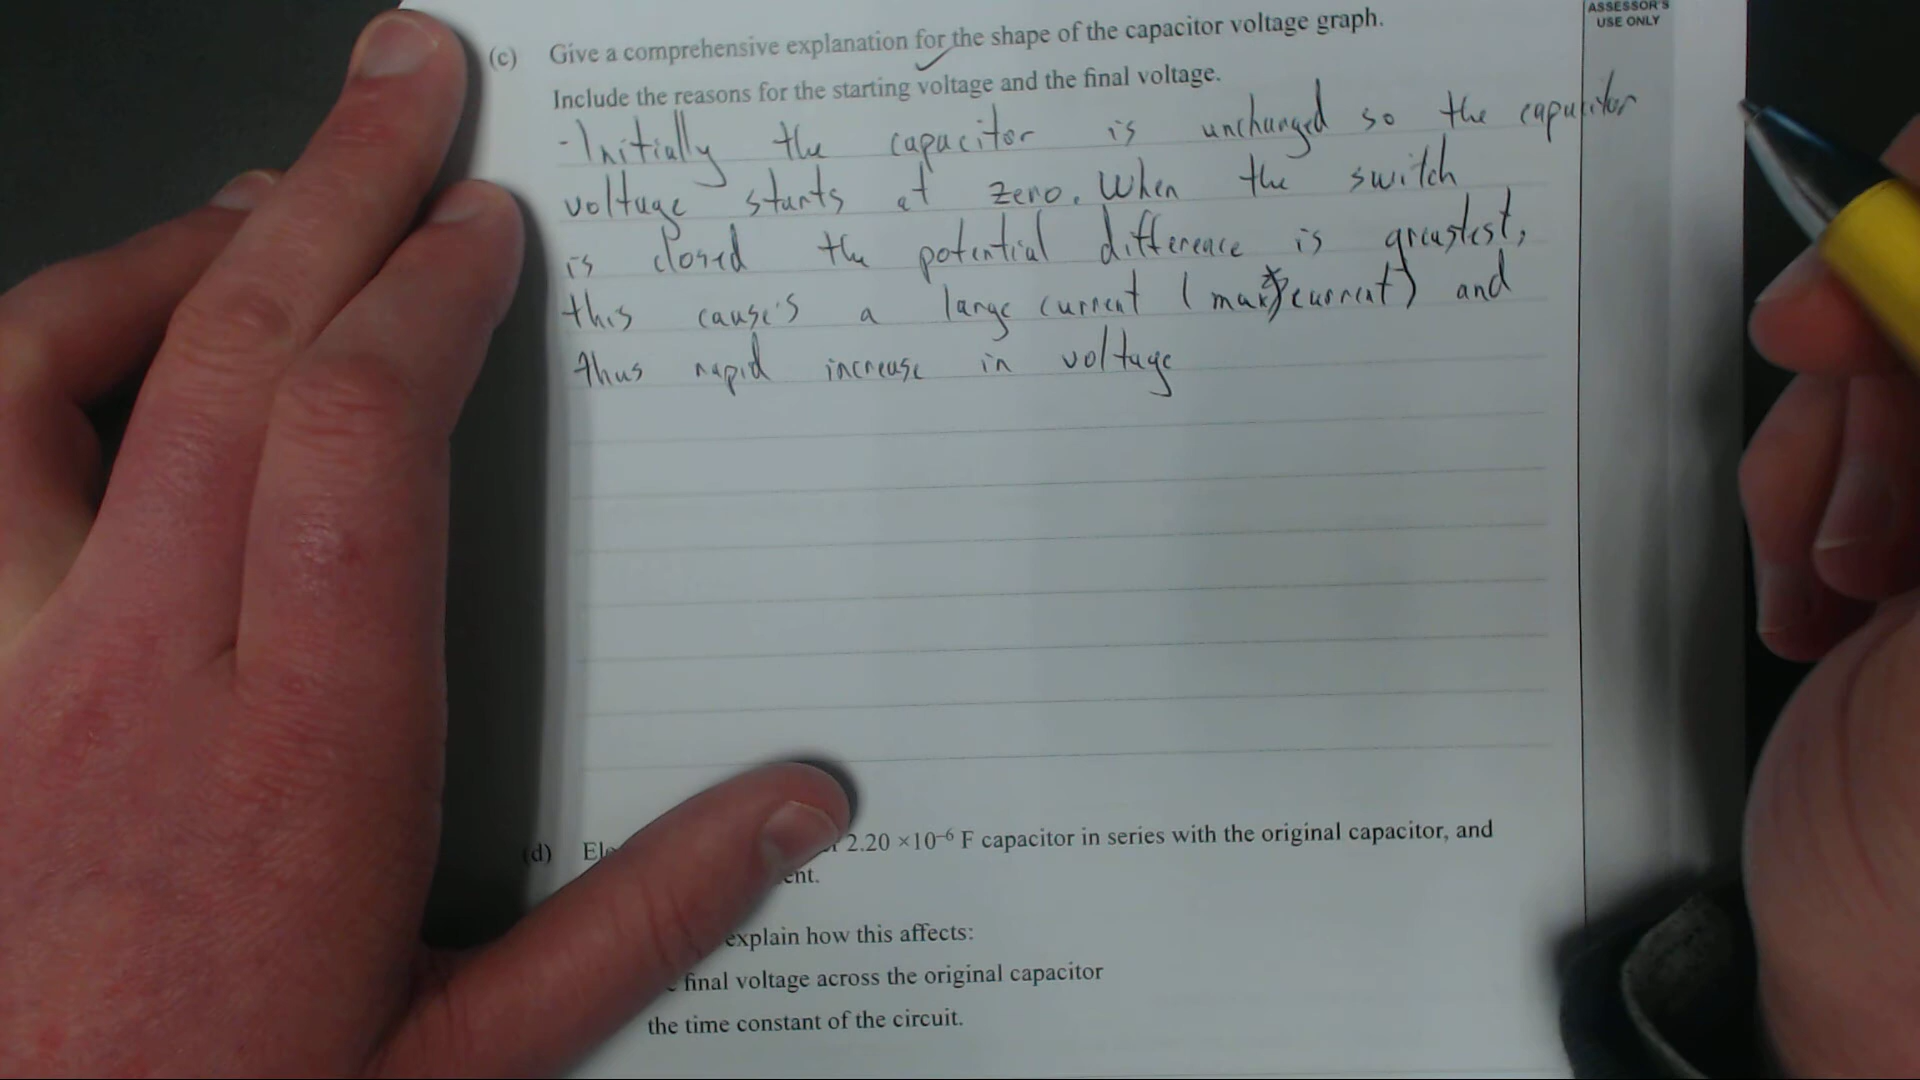 ASSESSOR'S
USE ONLY
(c) Give a comprehensive explanation for the shape of the capacitor voltage graph.
Include the reasons for the starting voltage and the final voltage.
- Initially the capacitor is uncharged so the capacitor
voltage starts at zero. When the switch
is closed the potential difference is greatest,
this cause's a large current (max current) and
thus rapid increase in voltage
(d) 2.20 ×10⁻⁶ F capacitor in series with the original capacitor, and
explain how this affects:
final voltage across the original capacitor
the time constant of the circuit.